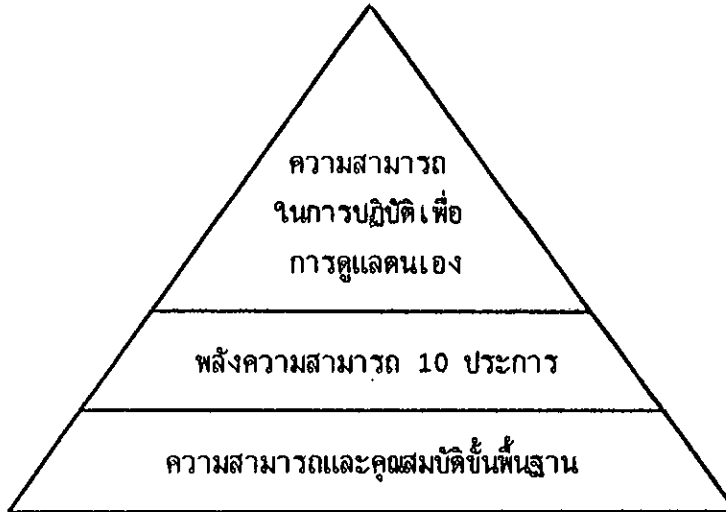 ความสามารถ
ในการปฏิบัติเพื่อ
การดูแลตนเอง
พลังความสามารถ 10 ประการ
ความสามารถและคุณสมบัติขั้นพื้นฐาน